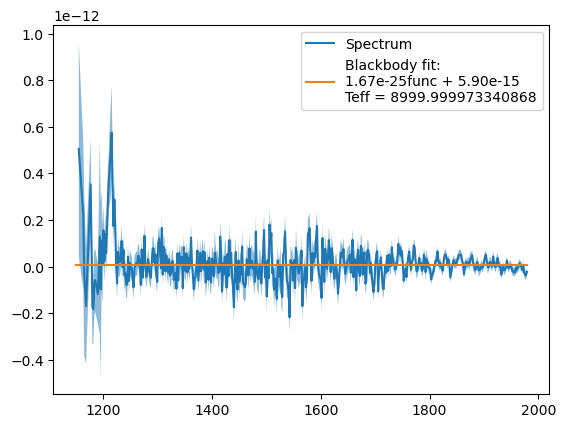 1e−12
1.0
0.8
0.6
0.4
0.2
0.0
−0.2
−0.4
1200
1400
1600
1800
2000
Spectrum
Blackbody fit:
1.67e-25func + 5.90e-15
Teff = 8999.999973340868